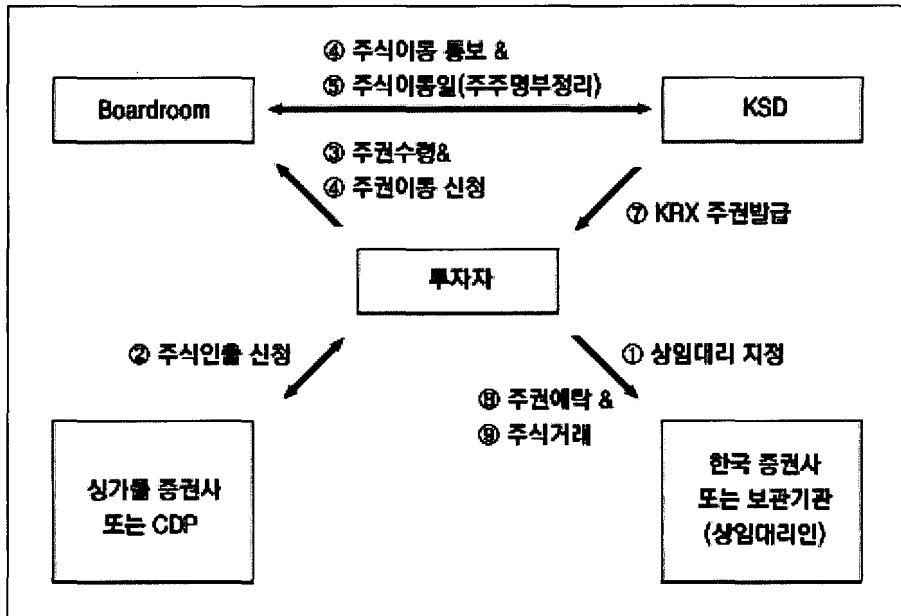 ④ 주식이동 통보 &
⑤ 주식이동일(주주명부정리)
Boardroom
KSD
③ 주권수령&
④ 주권이동 신청
⑦ KRX 주권발급
투자자
② 주식인출 신청
① 상임대리 지정
⑧ 주권예탁 &
⑨ 주식거래
싱가폴 증권사
또는 CDP
한국 증권사
또는 보관기관
(상임대리인)